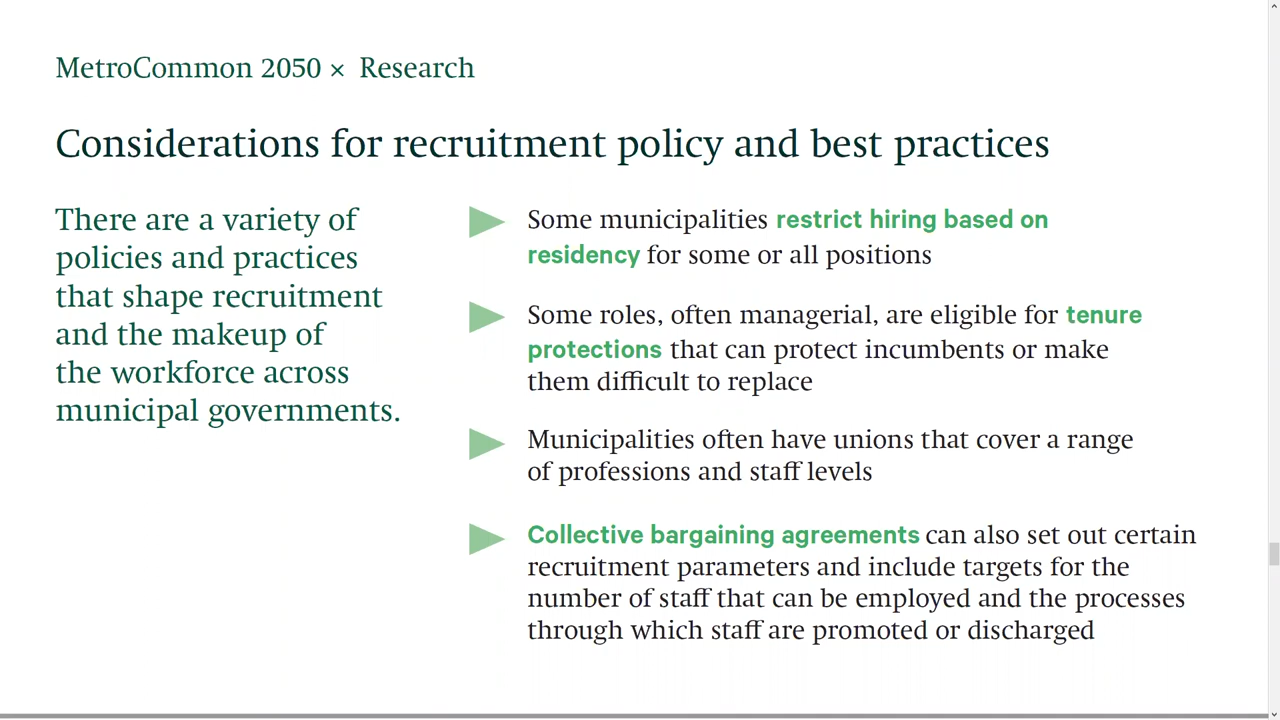 MetroCommon 2050 × Research
Considerations for recruitment policy and best practices
There are a variety of
policies and practices
that shape recruitment
and the makeup of
the workforce across
municipal governments.
Some municipalities restrict hiring based on
residency for some or all positions
Some roles, often managerial, are eligible for tenure
protections that can protect incumbents or make
them difficult to replace
Municipalities often have unions that cover a range
of professions and staff levels
Collective bargaining agreements can also set out certain
recruitment parameters and include targets for the
number of staff that can be employed and the processes
through which staff are promoted or discharged